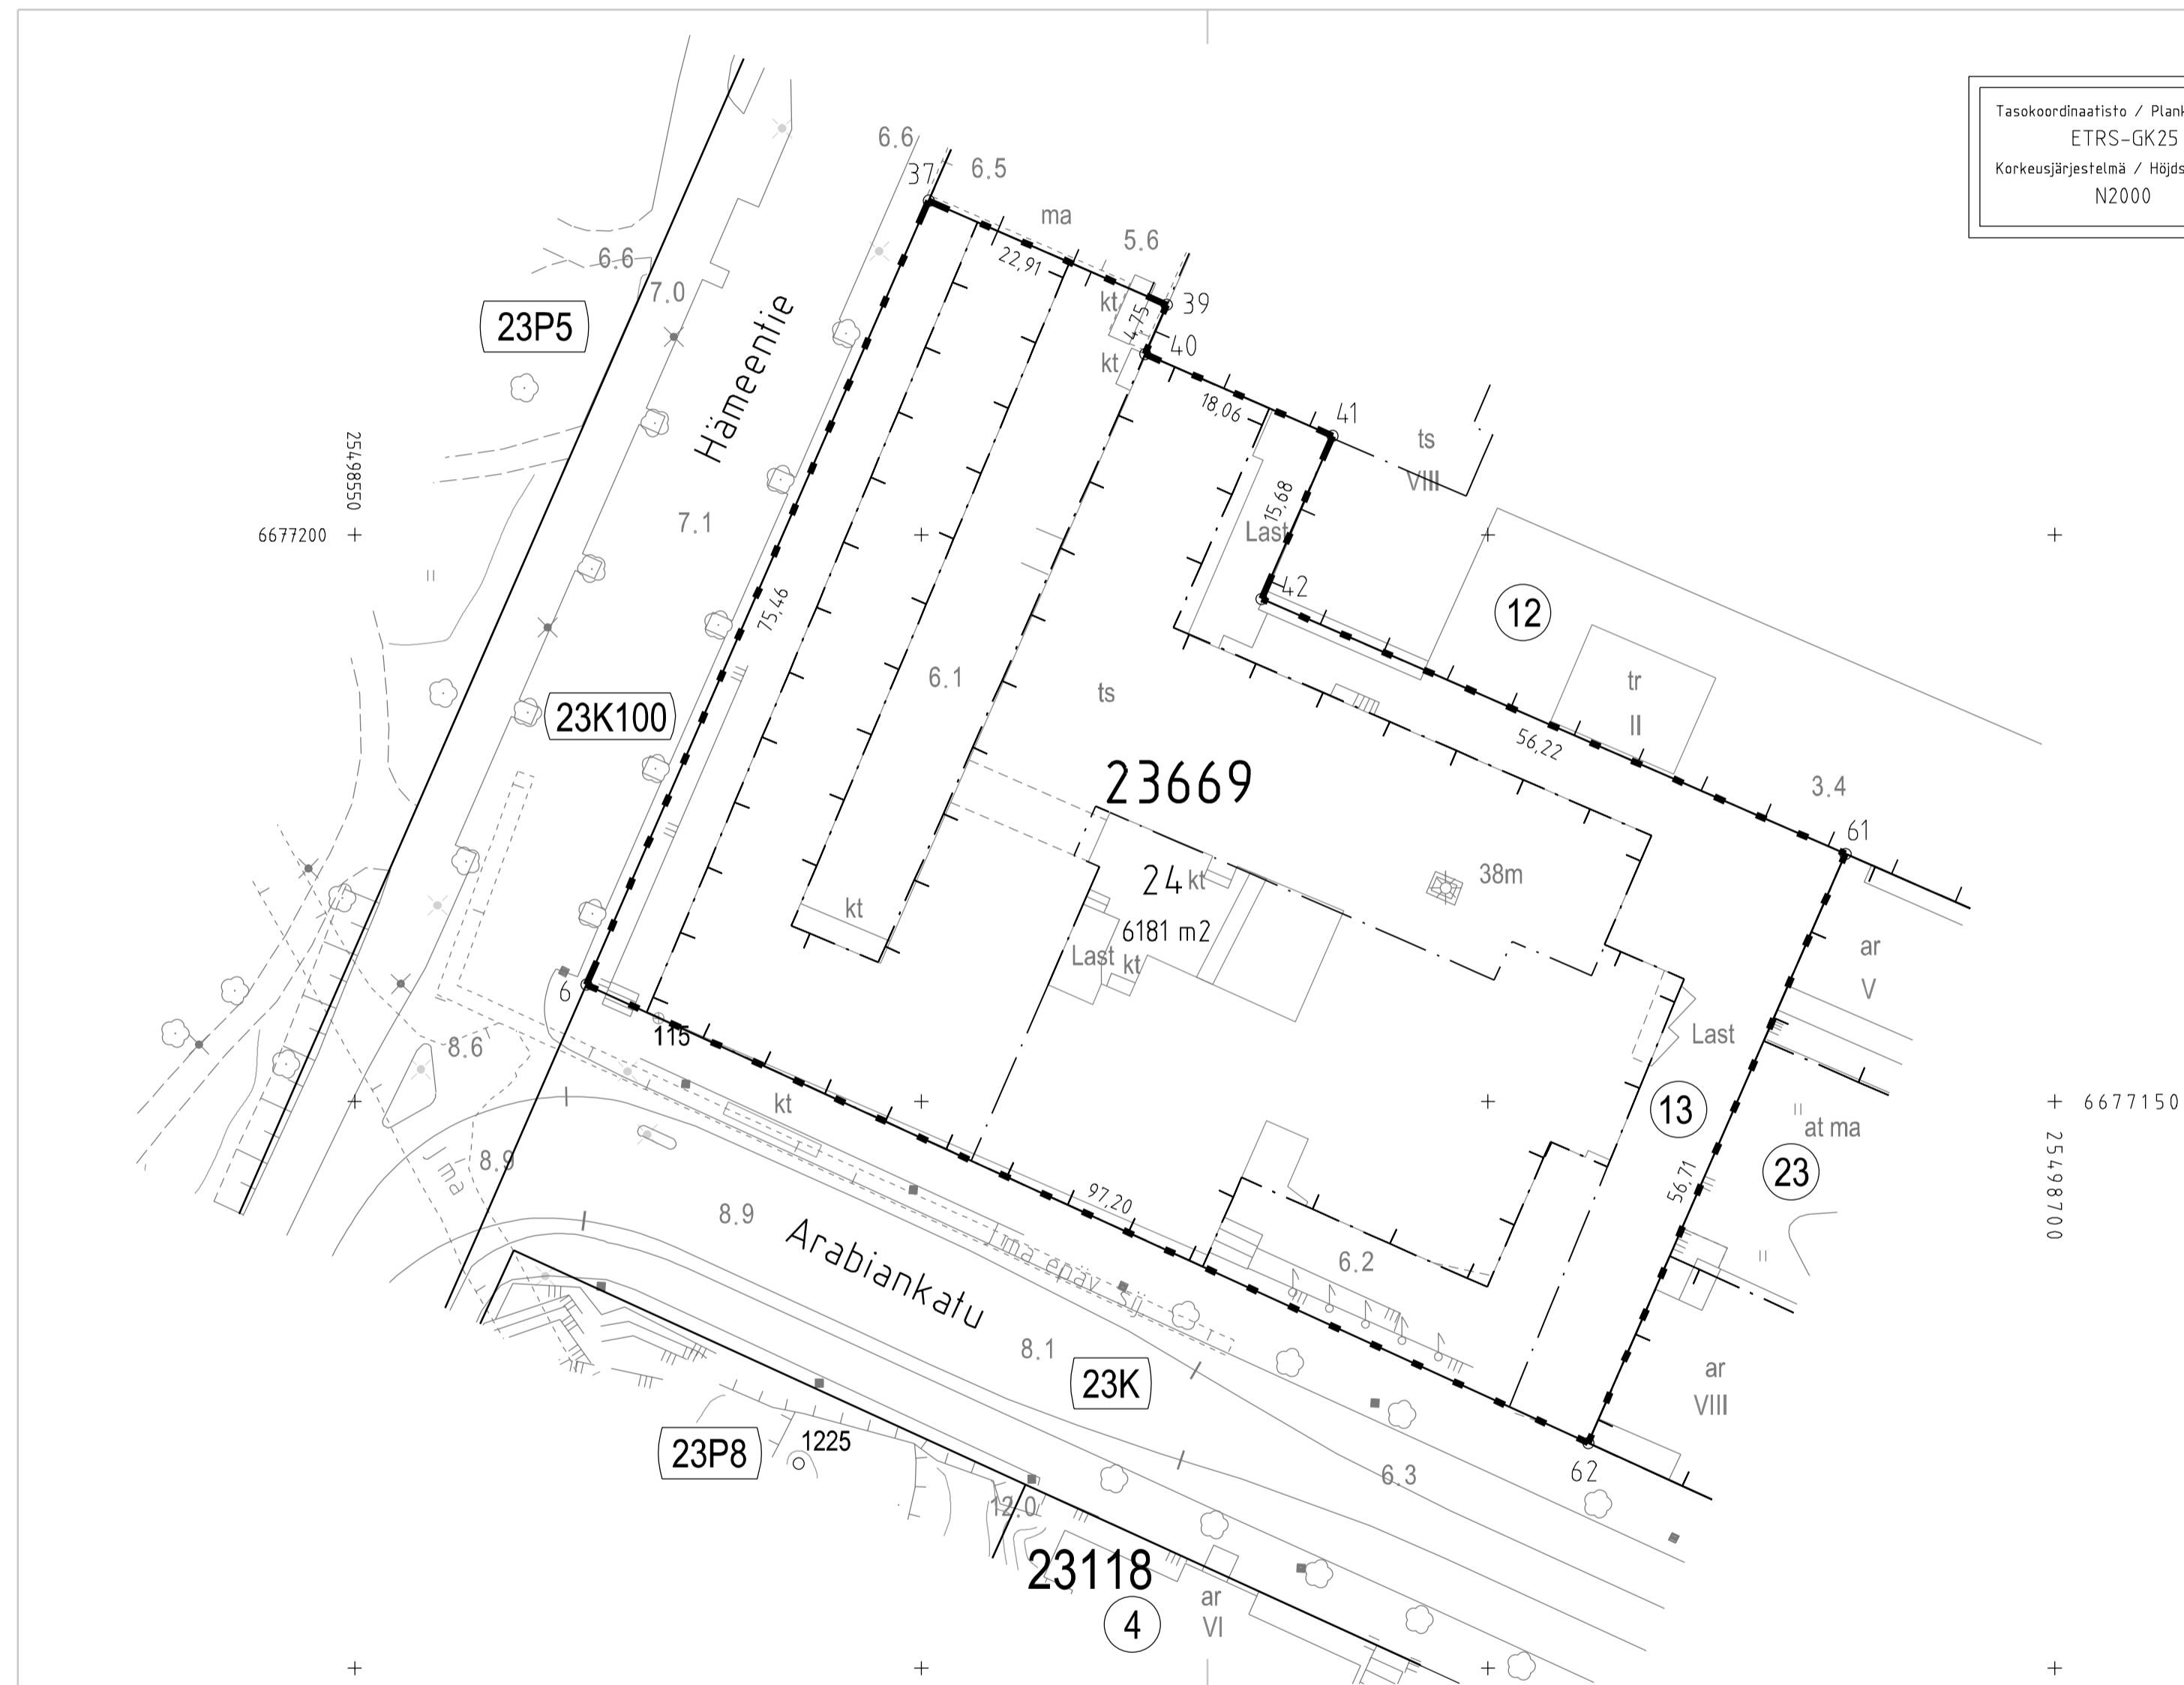 Tasokoordinaatisto / Plank
ETRS-GK25
Korkeusjärjestelmä / Höjds
N2000
6.6
37
6.5
ma
5.6
6.6
7.0
22,91
kt
39
4,75
40
kt
23P5
Hämeentie
18,06
41
ts
VIII
25498550
6677200
7.1
15,68
Last
42
12
75,46
6.1
ts
tr
II
23K100
56,22
23669
3.4
61
24
kt
38m
kt
6181 m2
Last
kt
ar
V
6
115
Last
8.6
kt
13
6677150
25498700
at ma
23
8.9
1ma
56,71
97,20
8.9
Arabiankatu
1ma epäv Sj
6.2
8.1
23K
ar
VIII
23P8
1225
6.3
62
12.0
23118
4
ar
VI